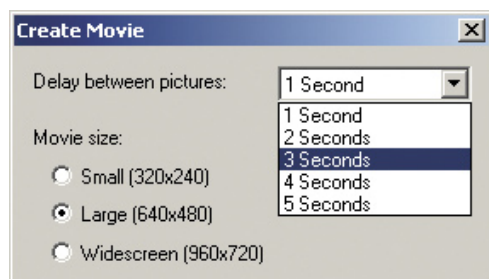 Create Movie
Delay between pictures: 1 Second
1 Second
2 Seconds
3 Seconds
4 Seconds
5 Seconds
Movie size:
Small (320x240)
Large (640x480)
Widescreen (960x720)